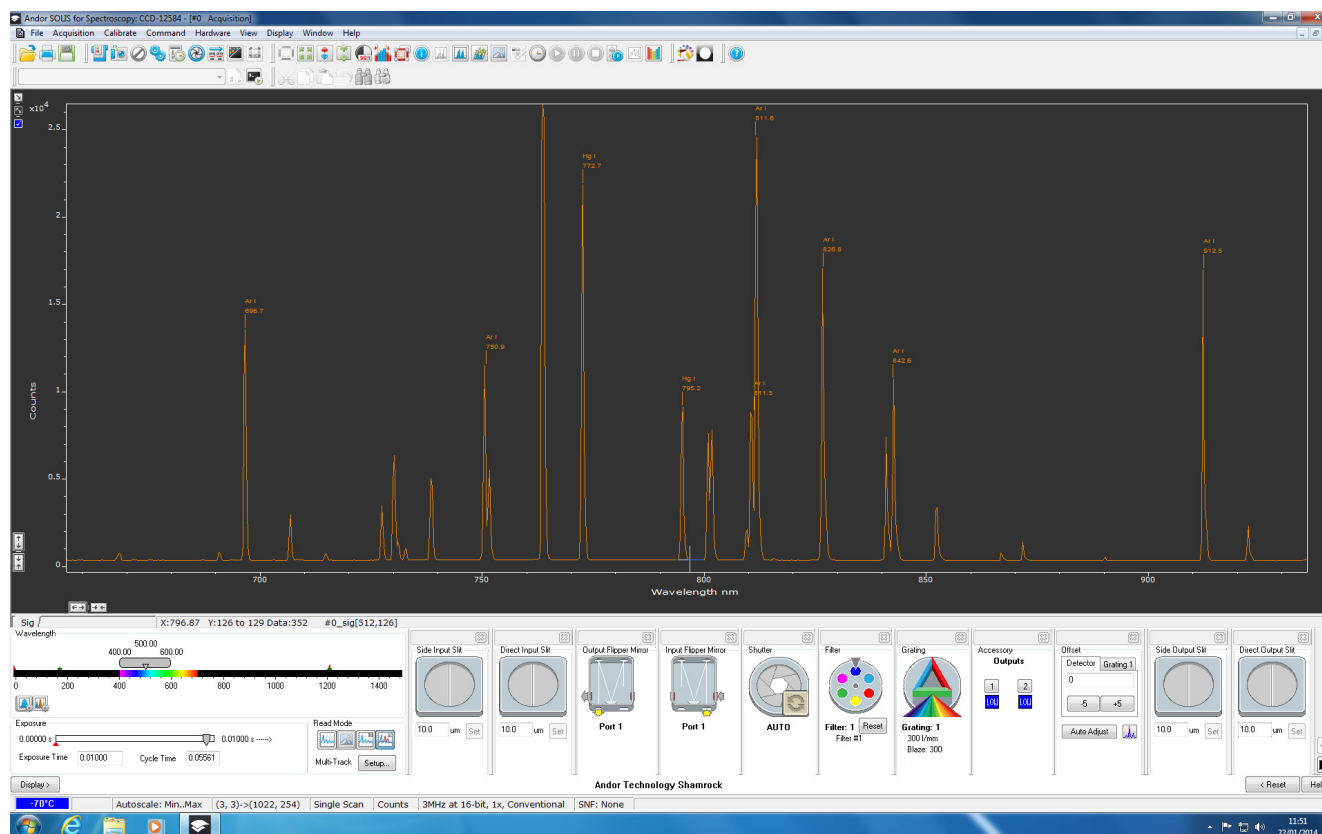 Andor SOLIS for Spectroscopy: CCD-12584 - [#0 Acquisition]
File Acquisition Calibrate Command Hardware View Display Window Help
x10^4
2.5
2
1.5
1
0.5
0
Counts
Ar I
696.7
Ar I
750.9
Hg I
772.7
Hg I
795.2
Ar I
811.6
Ar I
811.3
Ar I
826.8
Ar I
842.6
Ar I
912.5
700 750 800 850 900
Wavelength nm
Sig X:796.87 Y:126 to 129 Data:352 #0_sig[512,126]
Wavelength
500.00
400.00 600.00
0 200 400 600 800 1000 1200 1400
Exposure
0.00000 s 0.01000 s ----->
Exposure Time 0.01000 Cycle Time 0.05561
Read Mode
Multi-Track Setup...
Side Input Slit
10.0 um Set
Direct Input Slit
10.0 um Set
Output Flipper Mirror
Port 1
Input Flipper Mirror
Port 1
Shutter
AUTO
Filter
Filter: 1 Reset
Filter #1
Grating
Grating: 1
300 l/mm
Blaze: 300
Accessory
Outputs
1 2
LOW LOW
Offset
Detector Grating 1
0
-5 +5
Auto Adjust
Side Output Slit
10.0 um Set
Direct Output Slit
10.0 um Set
Display > Andor Technology Shamrock < Reset Hel
-70°C Autoscale: Min..Max (3, 3)->(1022, 254) Single Scan Counts 3MHz at 16-bit, 1x, Conventional SNF: None
11:51
22/01/2014